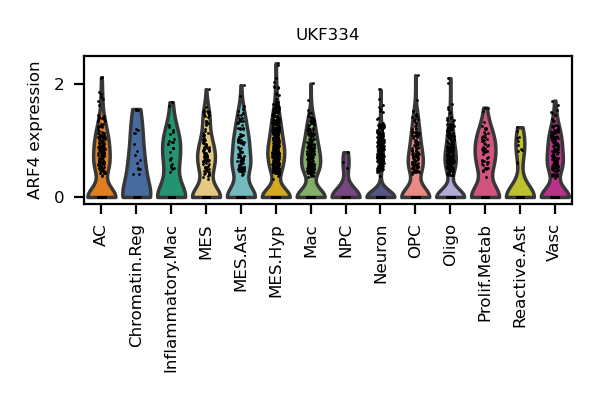 UKF334
ARF4 expression
2
0
AC
Chromatin.Reg
Inflammatory.Mac
MES
MES.Ast
MES.Hyp
Mac
NPC
Neuron
OPC
Oligo
Prolif.Metab
Reactive.Ast
Vasc